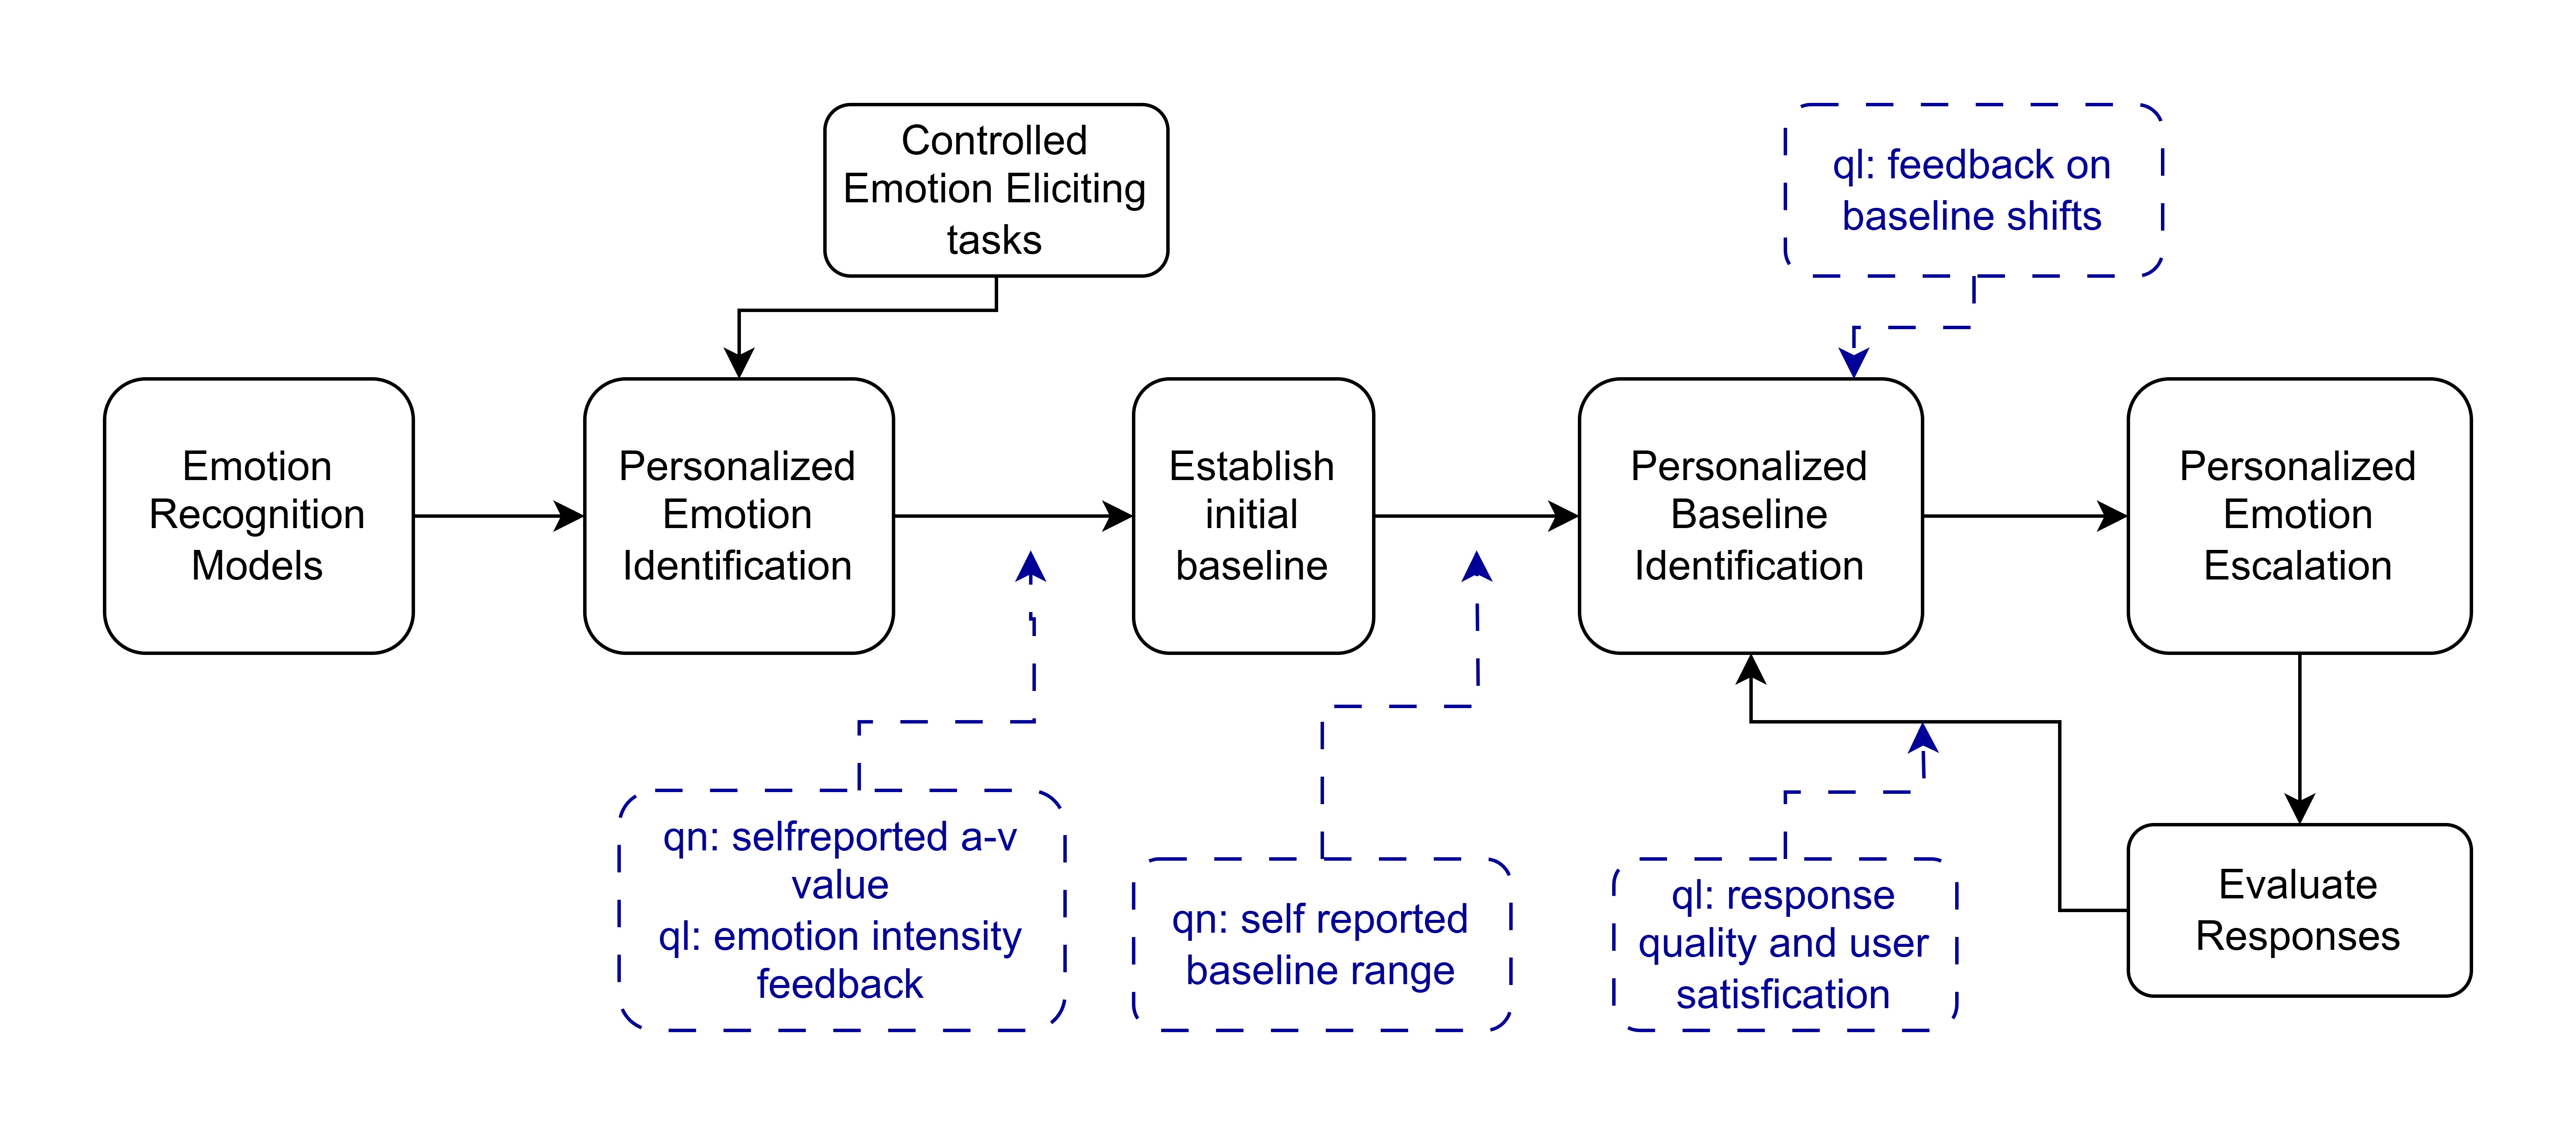 Controlled
Emotion Eliciting
tasks
ql: feedback on
baseline shifts
Emotion
Recognition
Models
Personalized
Emotion
Identification
Establish
initial
baseline
Personalized
Baseline
Identification
Personalized
Emotion
Escalation
qn: selfreported a-v
value
ql: emotion intensity
feedback
qn: self reported
baseline range
ql: response
quality and user
satisfication
Evaluate
Responses